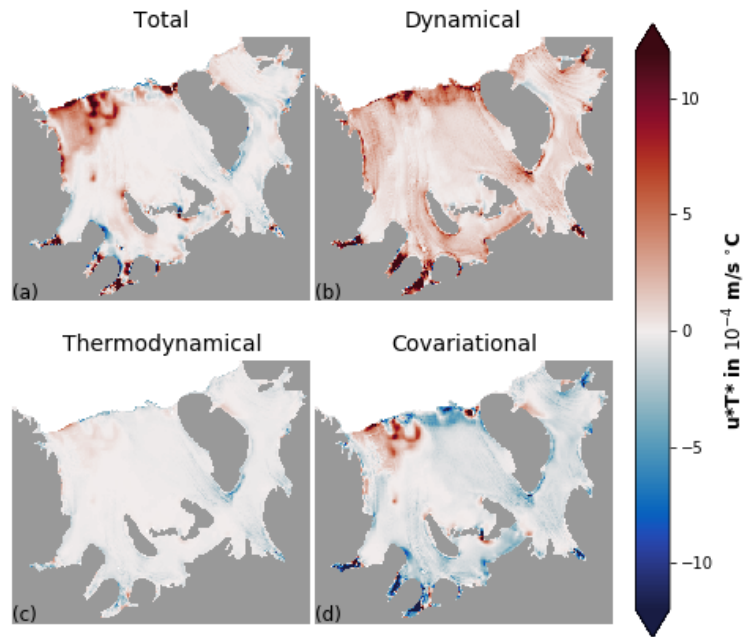 Total
Dynamical
(a)
(b)
Thermodynamical
Covariational
(c)
(d)
10
5
0
−5
−10
u*T* in 10⁻⁴ m/s °C